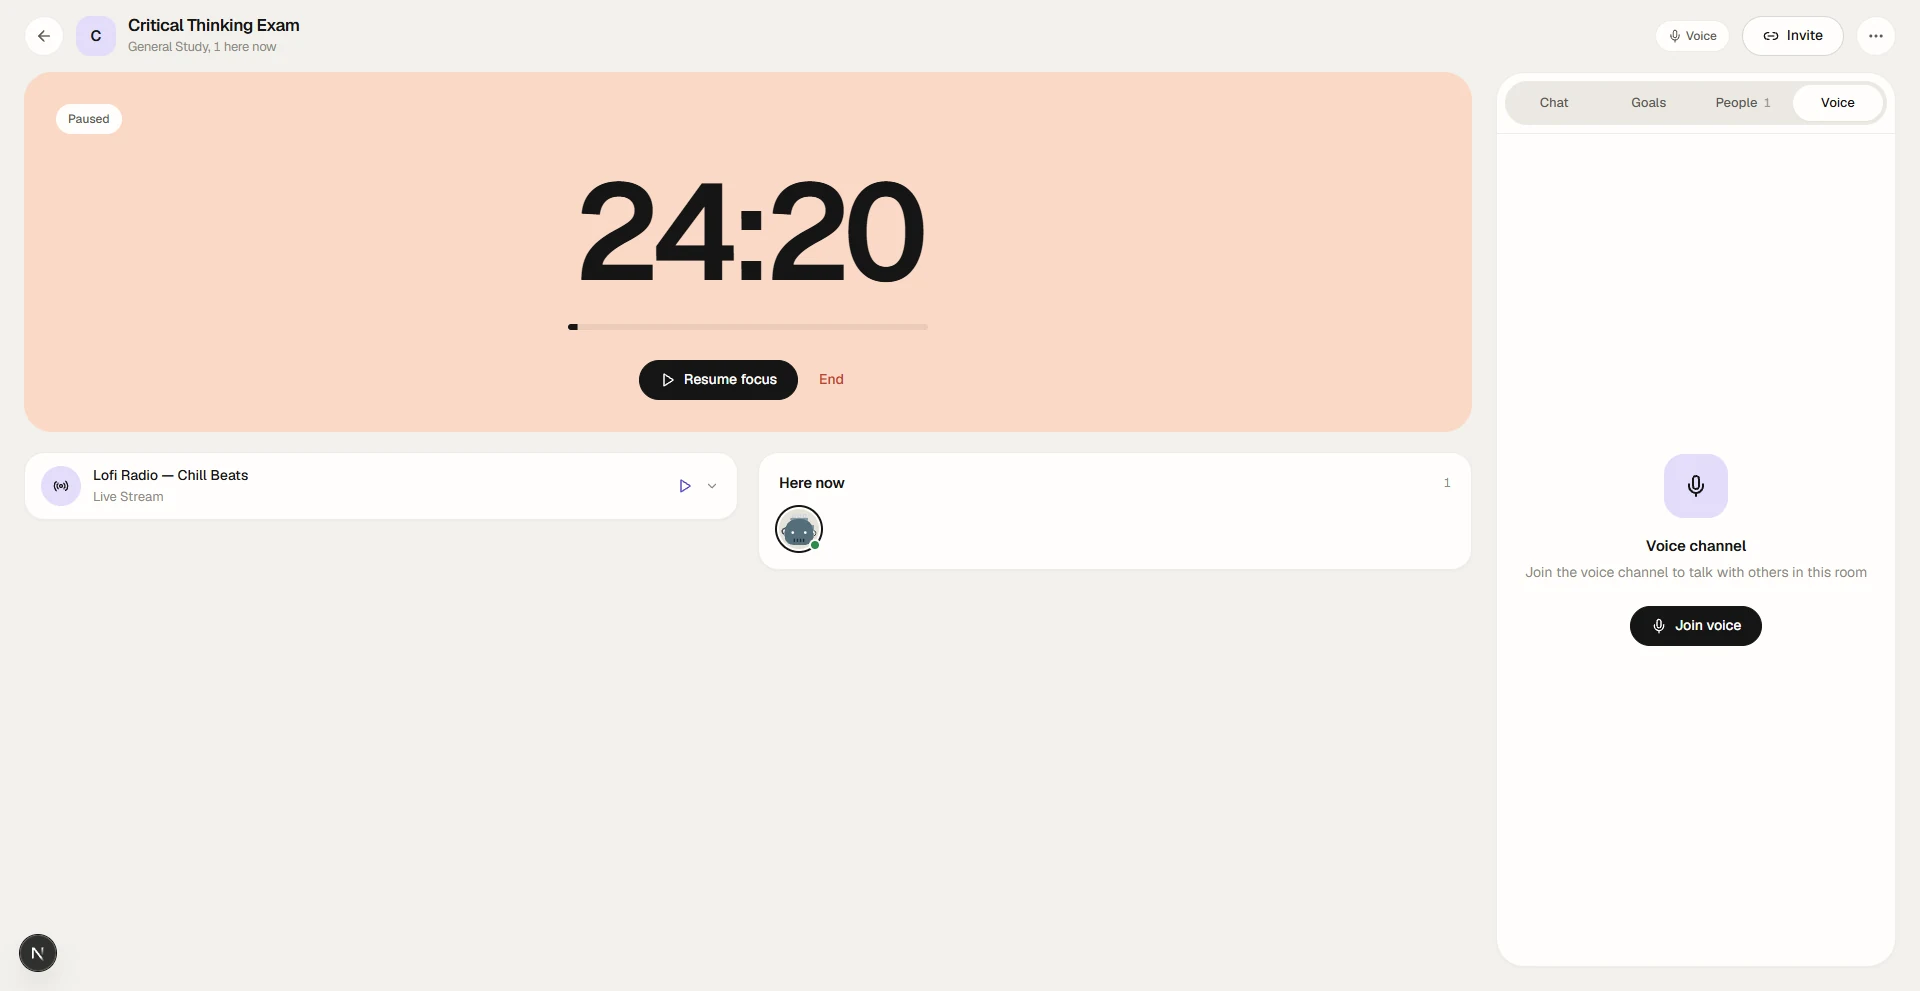 C
Critical Thinking Exam
General Study, 1 here now
Voice
Invite
Paused
24:20
Resume focus
End
Lofi Radio — Chill Beats
Live Stream
Here now
1
Chat
Goals
People 1
Voice
Voice channel
Join the voice channel to talk with others in this room
Join voice
N